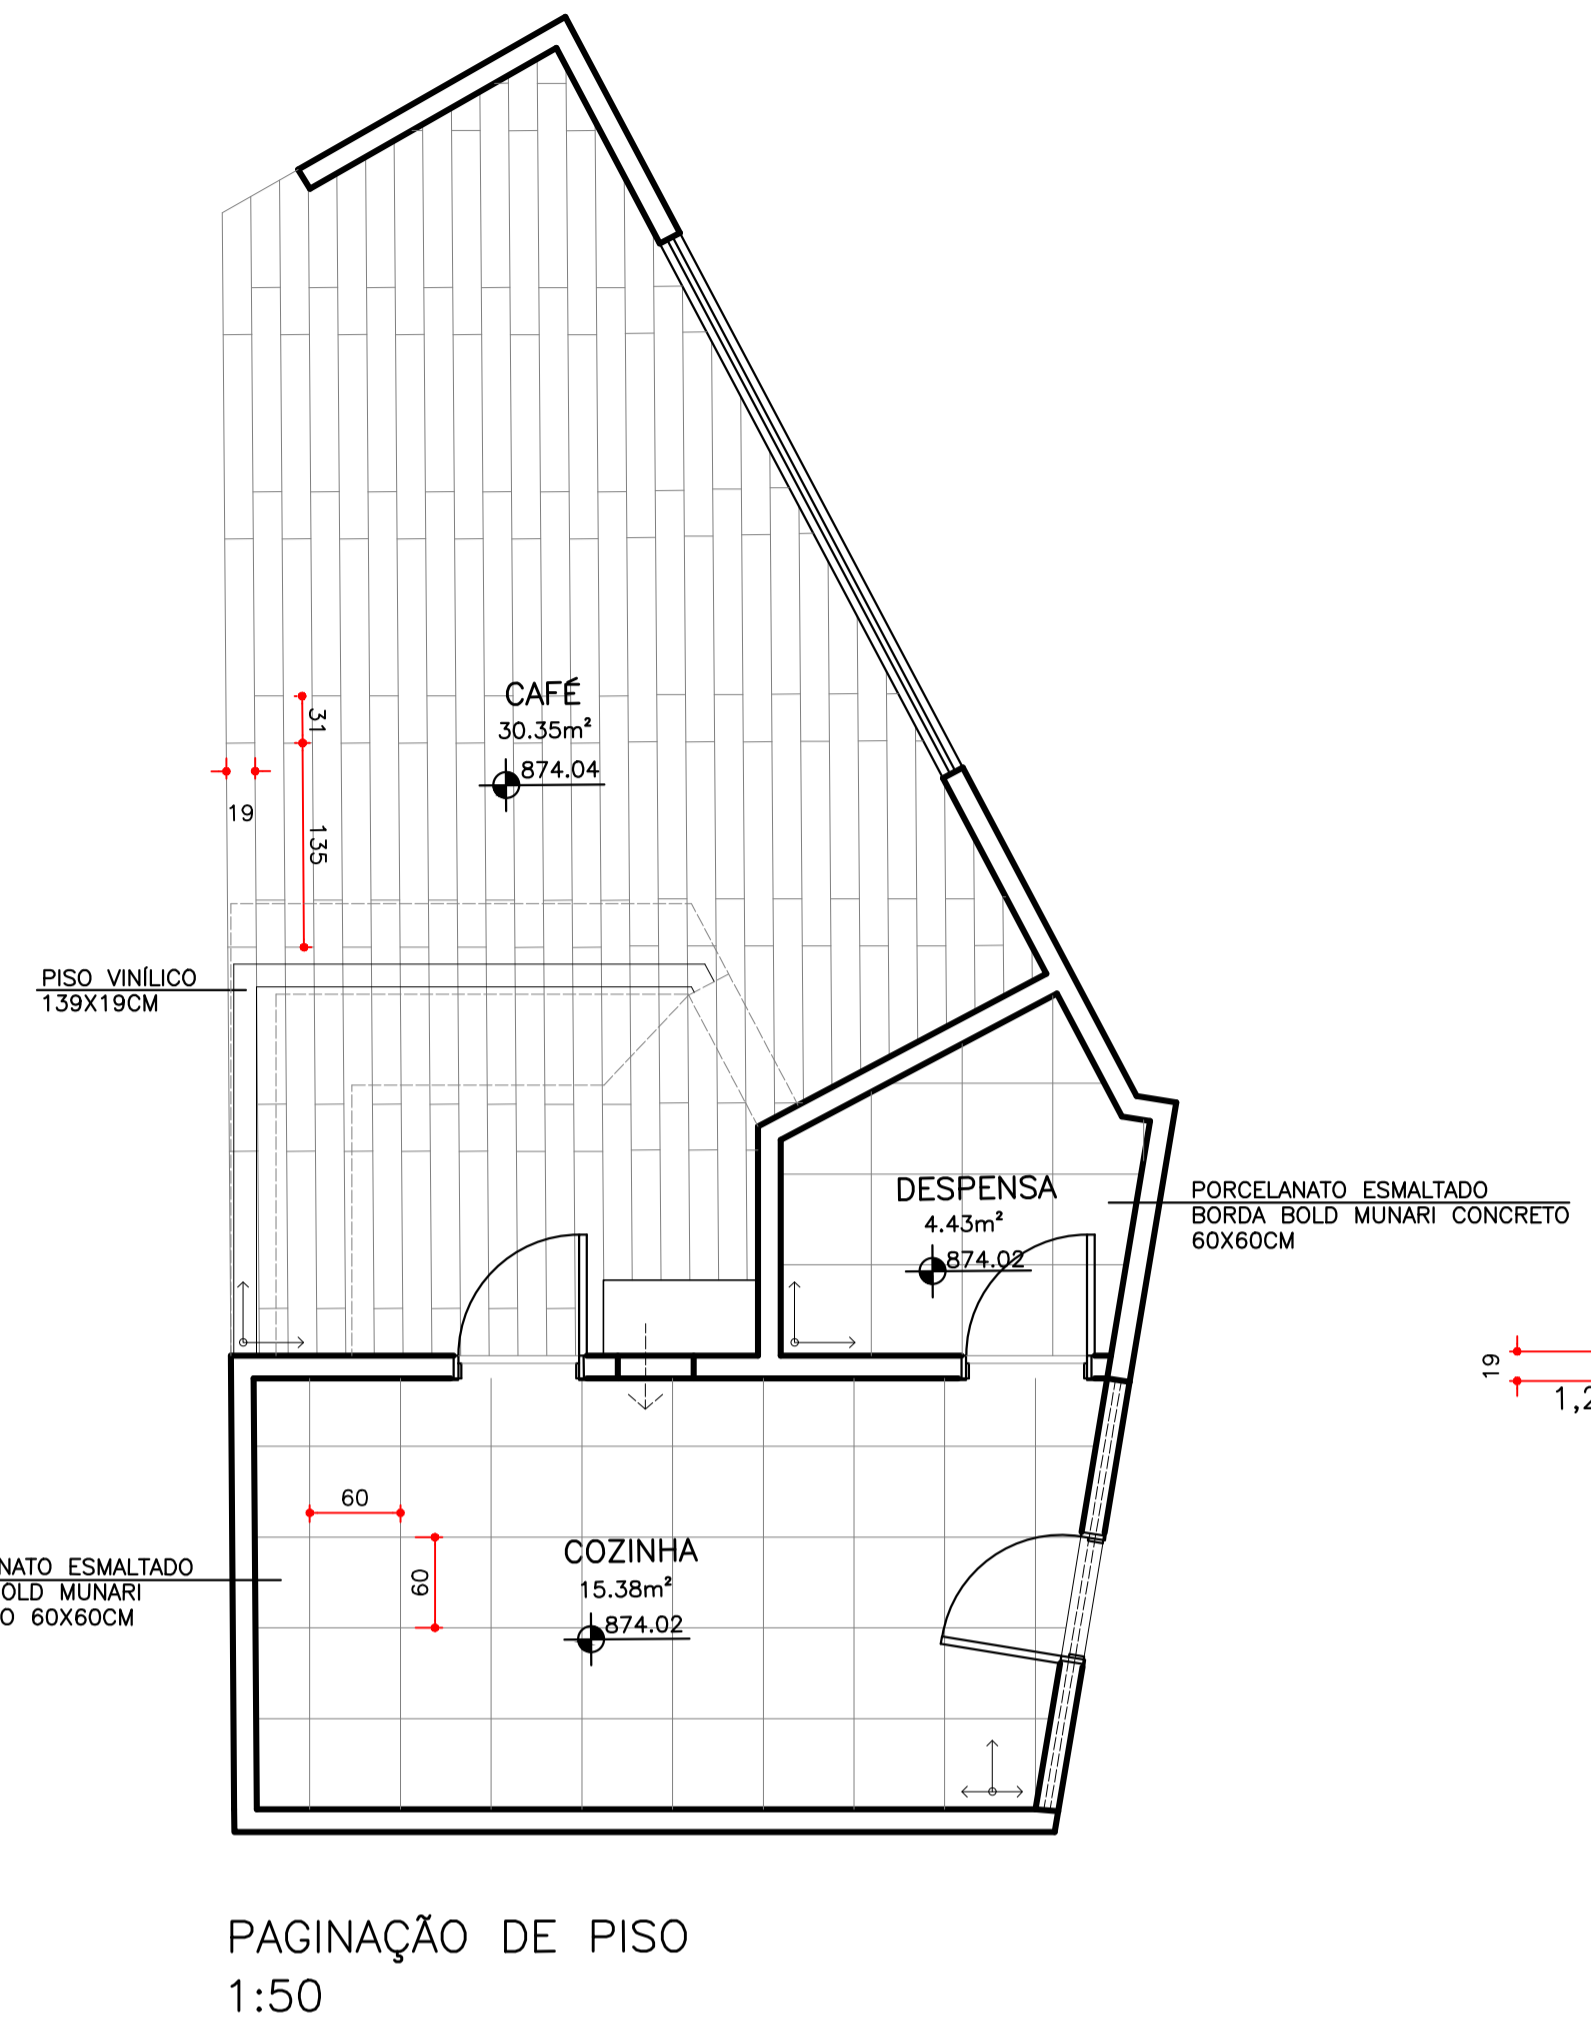 CAFÉ
30.35m²
874.04
31
19
135
PISO VINÍLICO
139X19CM
DESPENSA
4.43m²
874.02
PORCELANATO ESMALTADO
BORDA BOLD MUNARI CONCRETO
60X60CM
19
1,2
60
60
COZINHA
15.38m²
874.02
NATO ESMALTADO
OLD MUNARI
O 60X60CM
PAGINAÇÃO DE PISO
1:50